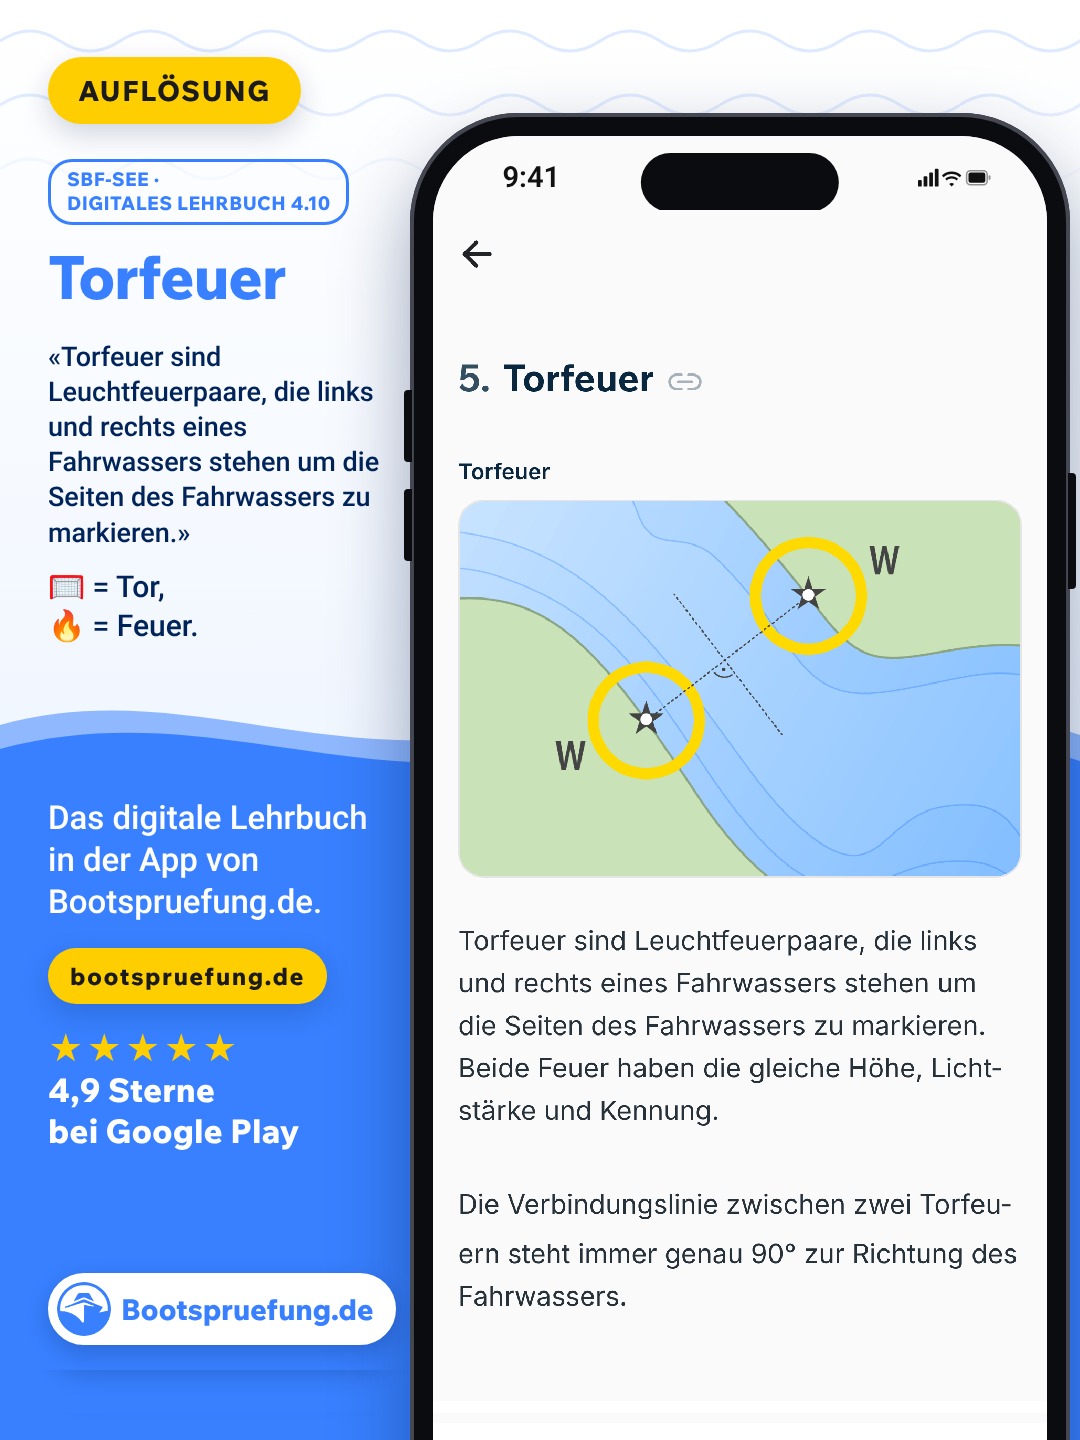 AUFLÖSUNG
SBF-SEE ·
DIGITALES LEHRBUCH 4.10
Torfeuer
«Torfeuer sind
Leuchtfeuerpaare, die links
und rechts eines
Fahrwassers stehen um die
Seiten des Fahrwassers zu
markieren.»
🥅 = Tor,
🔥 = Feuer.
Das digitale Lehrbuch
in der App von
Bootspruefung.de.
bootspruefung.de
★★★★★
4,9 Sterne
bei Google Play
Bootspruefung.de
9:41
5. Torfeuer
Torfeuer
W
W
Torfeuer sind Leuchtfeuerpaare, die links
und rechts eines Fahrwassers stehen um
die Seiten des Fahrwassers zu markieren.
Beide Feuer haben die gleiche Höhe, Licht-
stärke und Kennung.
Die Verbindungslinie zwischen zwei Torfeu-
ern steht immer genau 90° zur Richtung des
Fahrwassers.